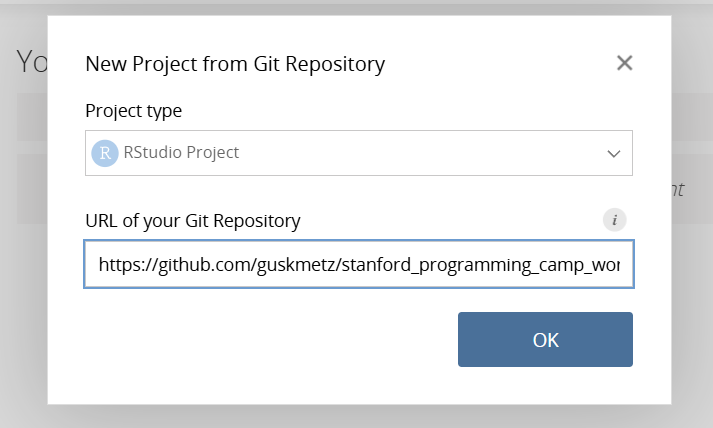 Yo
New Project from Git Repository
Project type
R RStudio Project
URL of your Git Repository
i
https://github.com/guskmetz/stanford_programming_camp_wor
OK